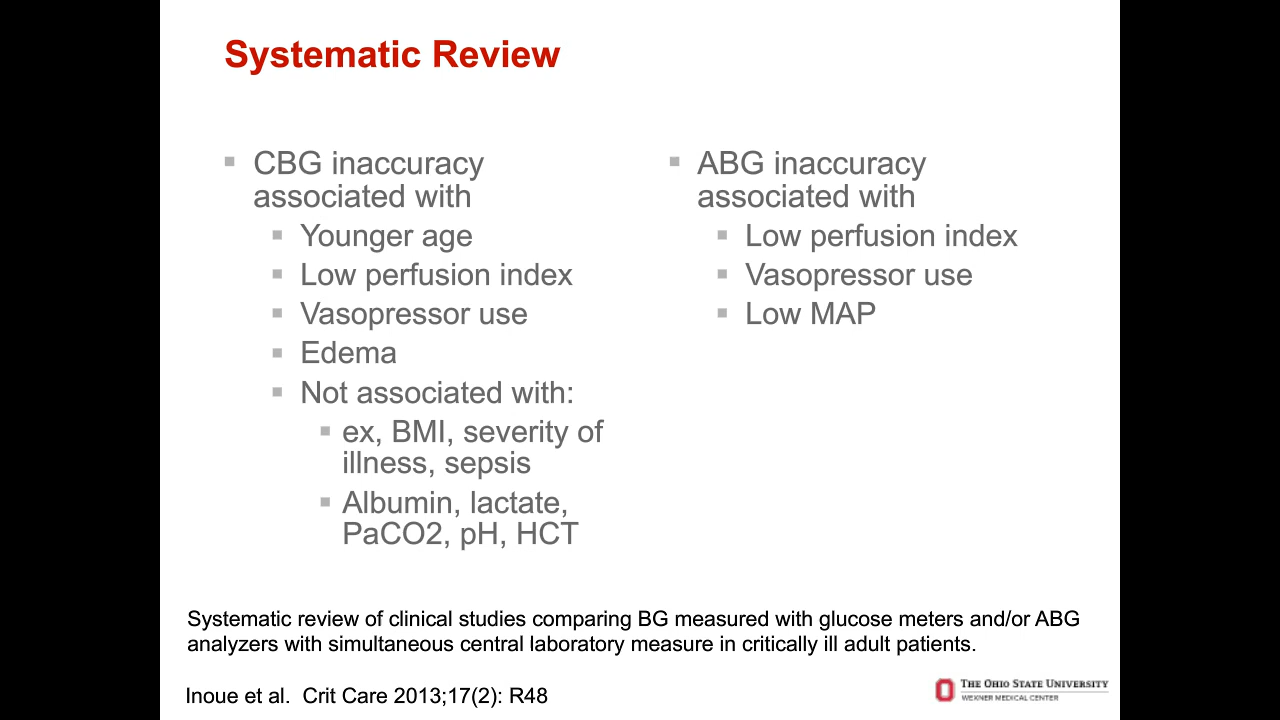 Systematic Review
CBG inaccuracy
associated with
Younger age
Low perfusion index
Vasopressor use
Edema
Not associated with:
ex, BMI, severity of
illness, sepsis
Albumin, lactate,
PaCO2, pH, HCT
ABG inaccuracy
associated with
Low perfusion index
Vasopressor use
Low MAP
Systematic review of clinical studies comparing BG measured with glucose meters and/or ABG
analyzers with simultaneous central laboratory measure in critically ill adult patients.
Inoue et al. Crit Care 2013;17(2): R48
THE OHIO STATE UNIVERSITY
WEXNER MEDICAL CENTER